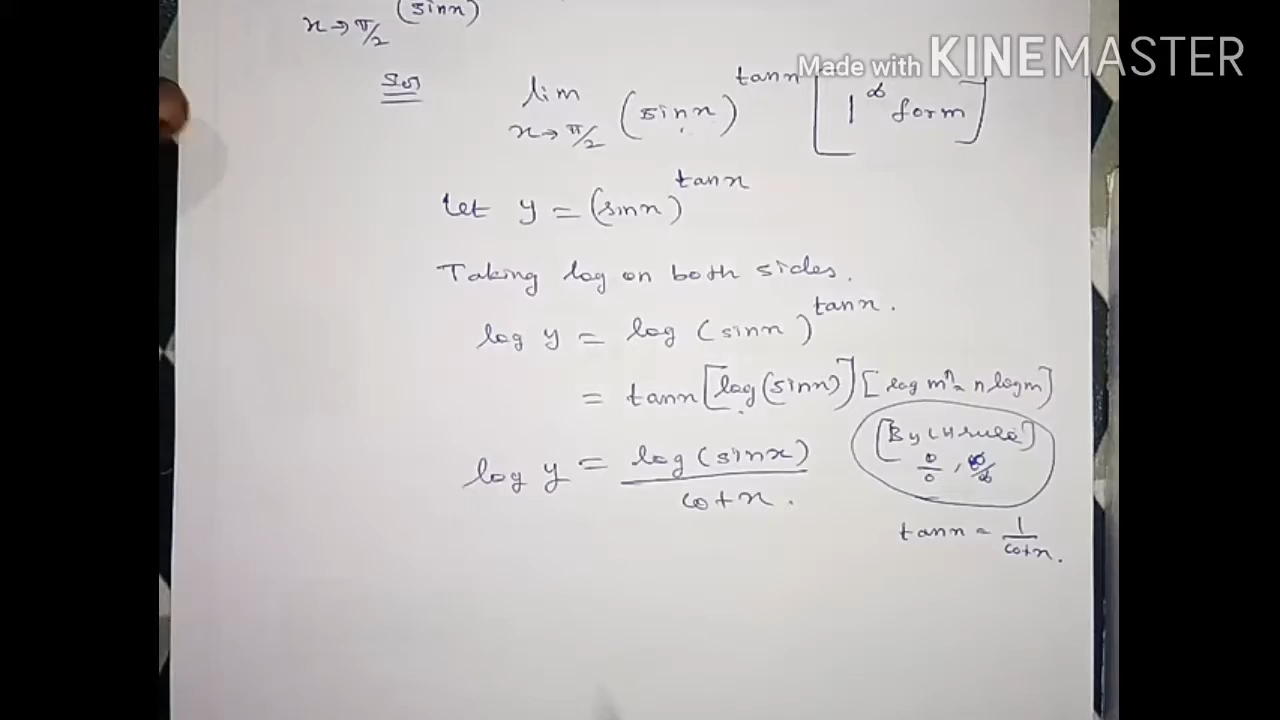 x→π/2 (sinx)
Made with KINEMASTER
Sol
lim x→π/2 (sinx)^tanx [1^∞ form]
Let y = (sinx)^tanx
Taking log on both sides.
log y = log (sinx)^tanx.
= tanx [log(sinx)] [log m^n = n log m]
[By LH rule]
0/0 , ∞/∞
log y = log(sinx)/cotx.
tanx = 1/cotx.